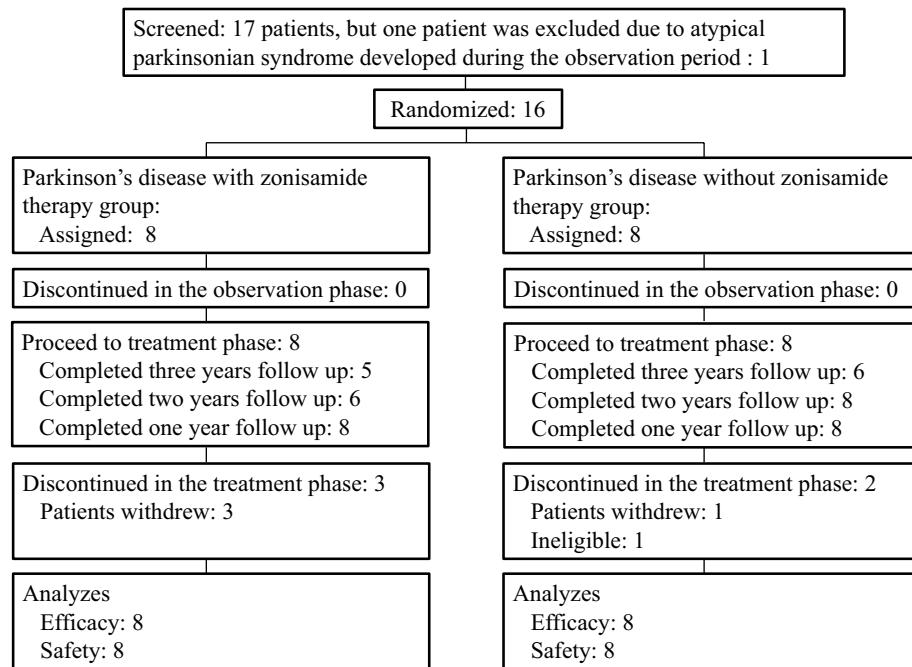 Screened: 17 patients, but one patient was excluded due to atypical
parkinsonian syndrome developed during the observation period : 1
Randomized: 16
Parkinson’s disease with zonisamide
therapy group:
Assigned: 8
Discontinued in the observation phase: 0
Proceed to treatment phase: 8
Completed three years follow up: 5
Completed two years follow up: 6
Completed one year follow up: 8
Discontinued in the treatment phase: 3
Patients withdrew: 3
Analyzes
Efficacy: 8
Safety: 8
Parkinson’s disease without zonisamide
therapy group:
Assigned: 8
Discontinued in the observation phase: 0
Proceed to treatment phase: 8
Completed three years follow up: 6
Completed two years follow up: 8
Completed one year follow up: 8
Discontinued in the treatment phase: 2
Patients withdrew: 1
Ineligible: 1
Analyzes
Efficacy: 8
Safety: 8